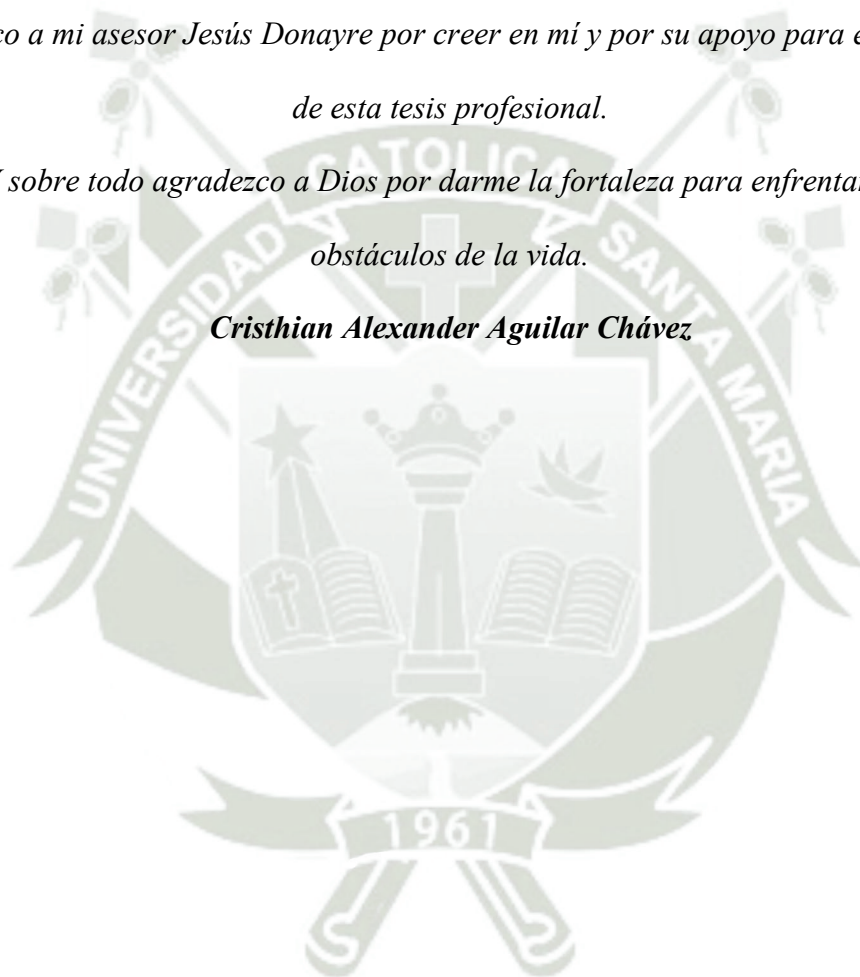 co a mi asesor Jesús Donayre por creer en mí y por su apoyo para e
de esta tesis profesional.
sobre todo agradezco a Dios por darme la fortaleza para enfrentar
obstáculos de la vida.
Cristhian Alexander Aguilar Chávez
UNIVERSIDAD CATOLICA SANTA MARIA
1961